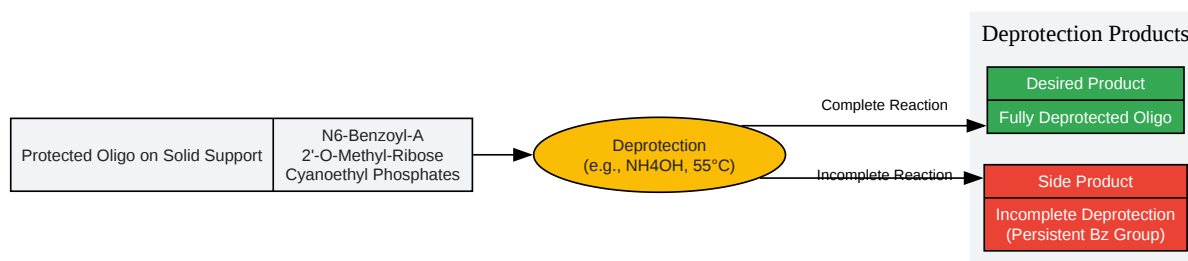 Deprotection Products
Protected Oligo on Solid Support
N6-Benzoyl-A
2'-O-Methyl-Ribose
Cyanoethyl Phosphates
Deprotection
(e.g., NH4OH, 55°C)
Complete Reaction
Incomplete Reaction
Desired Product
Fully Deprotected Oligo
Side Product
Incomplete Deprotection
(Persistent Bz Group)